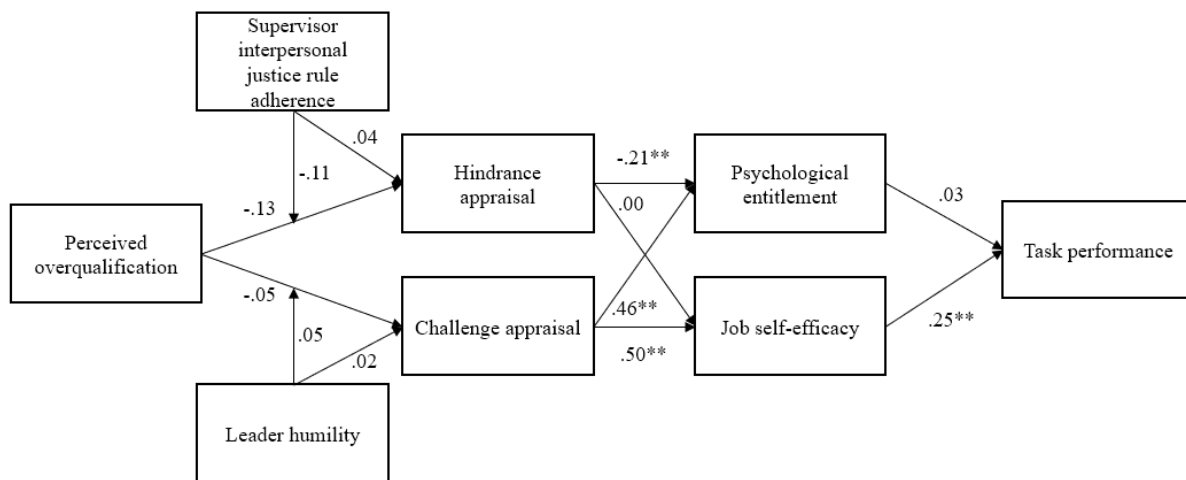 Supervisor
interpersonal
justice rule
adherence
.04
-.11
Hindrance
appraisal
-.21**
Psychological
entitlement
.00
.03
-.13
Perceived
overqualification
Task performance
-.05
Challenge appraisal
.46**
Job self-efficacy
.25**
.05
.02
.50**
Leader humility